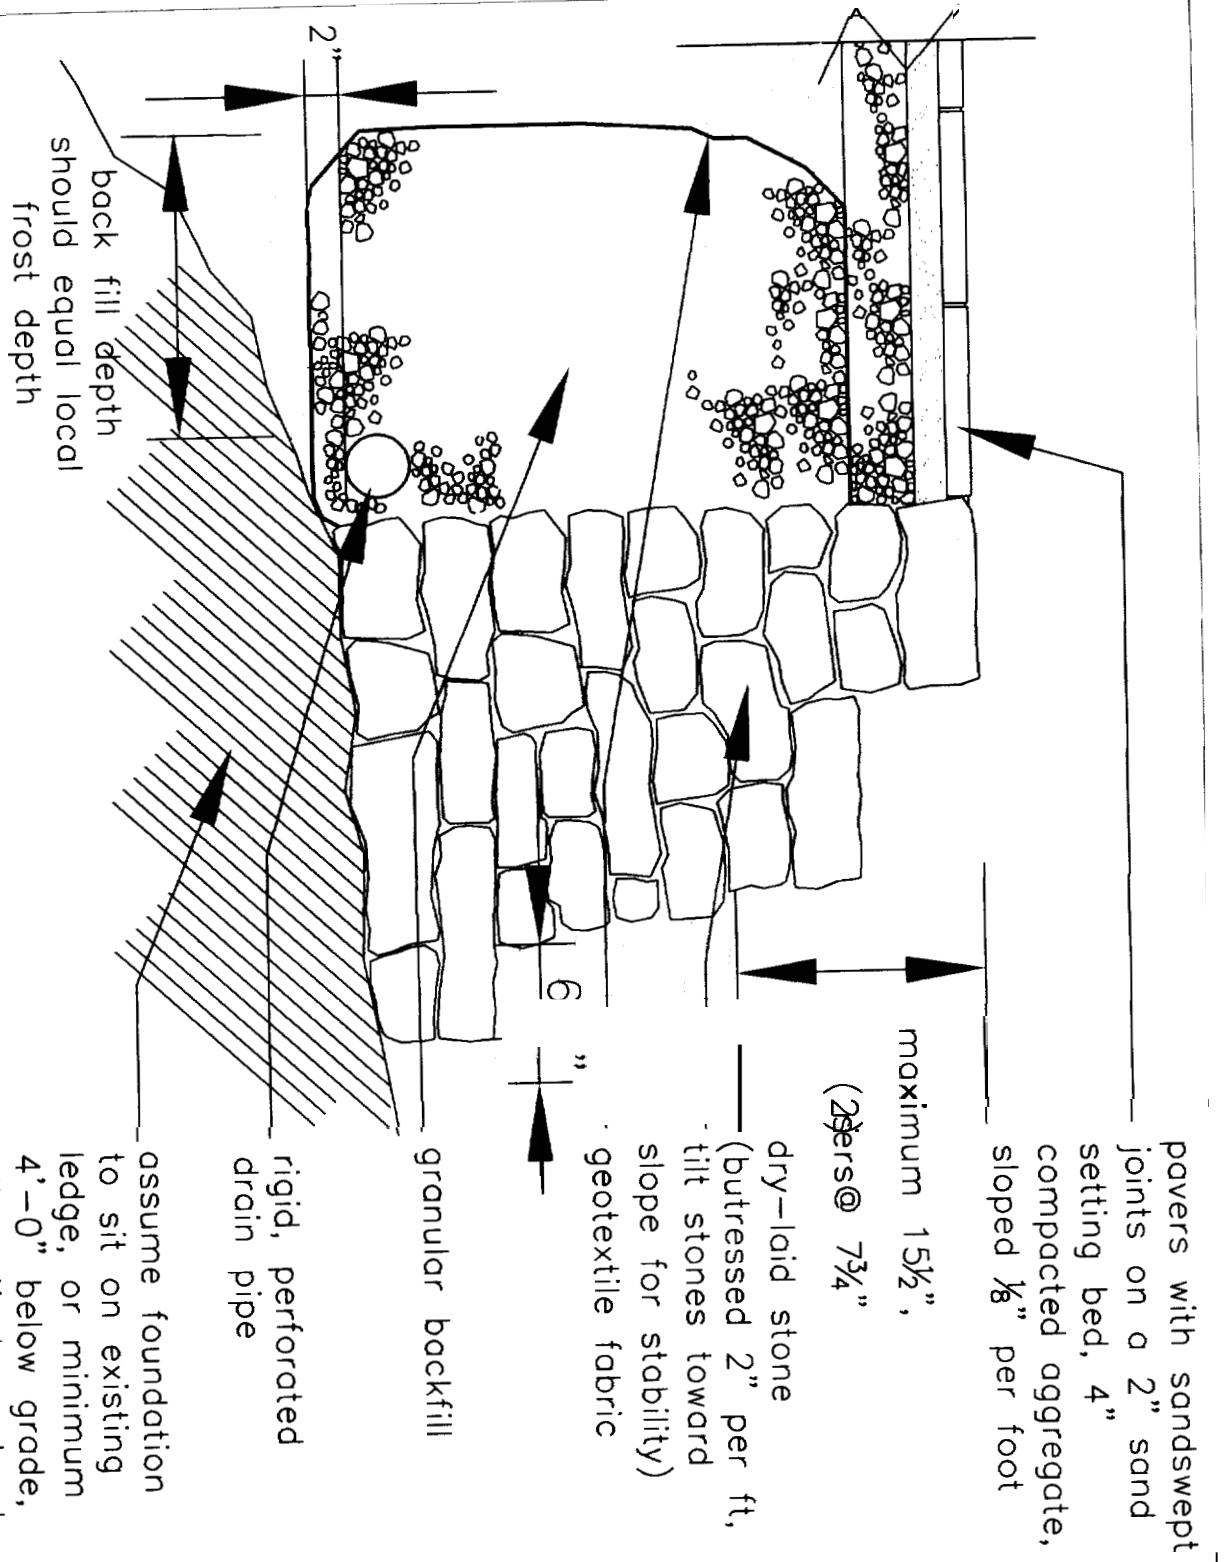 pavers with sandswept
joints on a 2" sand
setting bed, 4"
compacted aggregate,
sloped ⅛" per foot
maximum 15½",
7¾"
dry-laid stone
(butressed 2" per ft,
tilt stones toward
slope for stability)
geotextile fabric
6"
granular backfill
rigid, perforated
drain pipe
assume foundation
to sit on existing
ledge, or minimum
4'-0" below grade,
2"
back fill depth
should equal local
frost depth